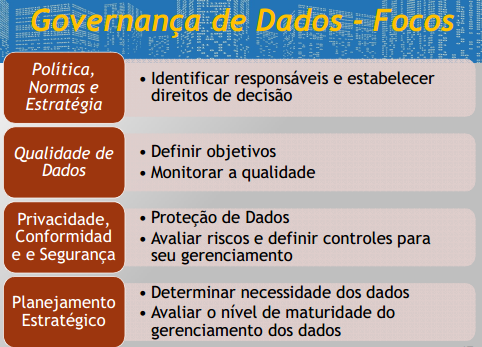 Governança de Dados - Focos
Política,
Normas e
Estratégia
• Identificar responsáveis e estabelecer
direitos de decisão
Qualidade de
Dados
• Definir objetivos
• Monitorar a qualidade
Privacidade,
Conformidad
e e Segurança
• Proteção de Dados
• Avaliar riscos e definir controles para
seu gerenciamento
Planejamento
Estratégico
• Determinar necessidade dos dados
• Avaliar o nível de maturidade do
gerenciamento dos dados